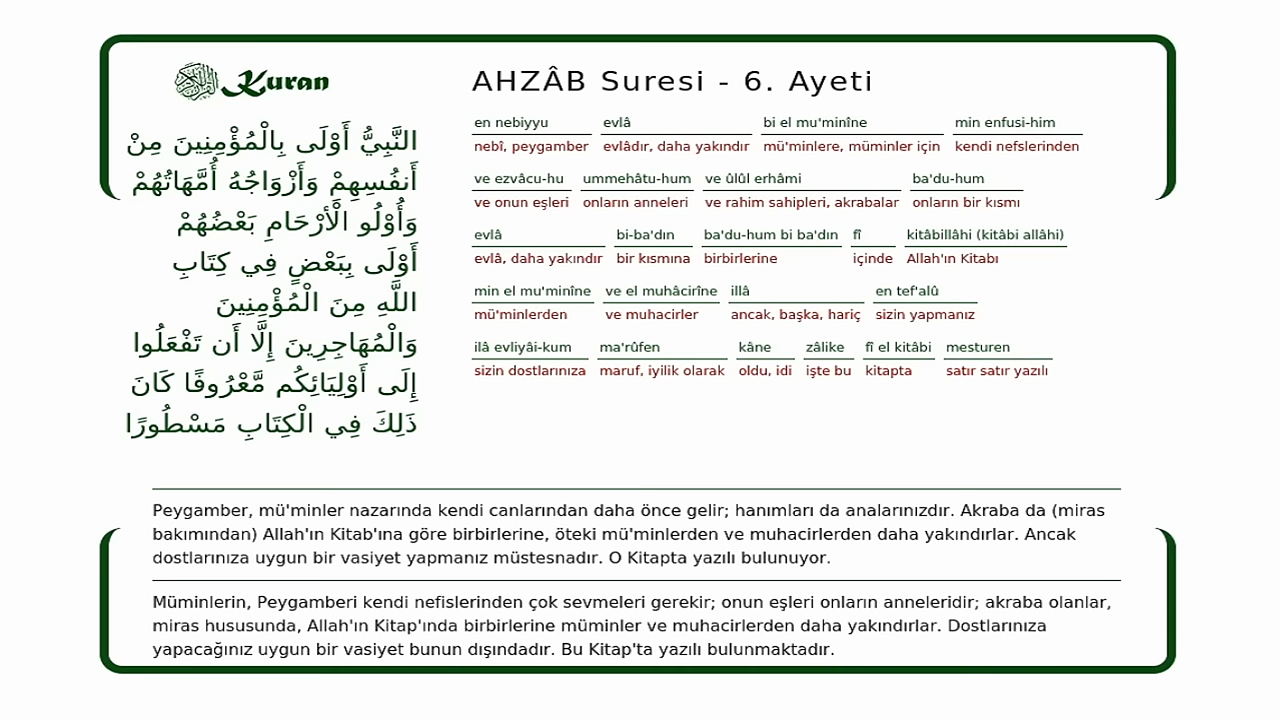 Kuran
AHZÂB Suresi - 6. Ayeti
النَّبِيُّ أَوْلَى بِالْمُؤْمِنِينَ مِنْ
أَنفُسِهِمْ وَأَزْوَاجُهُ أُمَّهَاتُهُمْ
وَأُوْلُو الْأَرْحَامِ بَعْضُهُمْ
أَوْلَى بِبَعْضٍ فِي كِتَابِ
اللَّهِ مِنَ الْمُؤْمِنِينَ
وَالْمُهَاجِرِينَ إِلَّا أَن تَفْعَلُوا
إِلَى أَوْلِيَائِكُم مَّعْرُوفًا كَانَ
ذَلِكَ فِي الْكِتَابِ مَسْطُورًا
en nebiyyu evlâ bi el mu'minîne min enfusi-him
nebî, peygamber evlâdır, daha yakındır mü'minlere, müminler için kendi nefslerinden
ve ezvâcu-hu ummehâtu-hum ve ûlûl erhâmi ba'du-hum
ve onun eşleri onların anneleri ve rahim sahipleri, akrabalar onların bir kısmı
evlâ bi-ba'dın ba'du-hum bi ba'dın fî kitâbillâhi (kitâbi allâhi)
evlâ, daha yakındır bir kısmına birbirlerine içinde Allah'ın Kitabı
min el mu'minîne ve el muhâcirîne illâ en tef'alû
mü'minlerden ve muhacirler ancak, başka, hariç sizin yapmanız
ilâ evliyâi-kum ma'rûfen kâne zâlike fî el kitâbi mesturen
sizin dostlarınıza maruf, iyilik olarak oldu, idi işte bu kitapta satır satır yazılı
Peygamber, mü'minler nazarında kendi canlarından daha önce gelir; hanımları da analarınızdır. Akraba da (miras
bakımından) Allah'ın Kitab'ına göre birbirlerine, öteki mü'minlerden ve muhacirlerden daha yakındırlar. Ancak
dostlarınıza uygun bir vasiyet yapmanız müstesnadır. O Kitapta yazılı bulunuyor.
Müminlerin, Peygamberi kendi nefislerinden çok sevmeleri gerekir; onun eşleri onların anneleridir; akraba olanlar,
miras hususunda, Allah'ın Kitap'ında birbirlerine müminler ve muhacirlerden daha yakındırlar. Dostlarınıza
yapacağınız uygun bir vasiyet bunun dışındadır. Bu Kitap'ta yazılı bulunmaktadır.